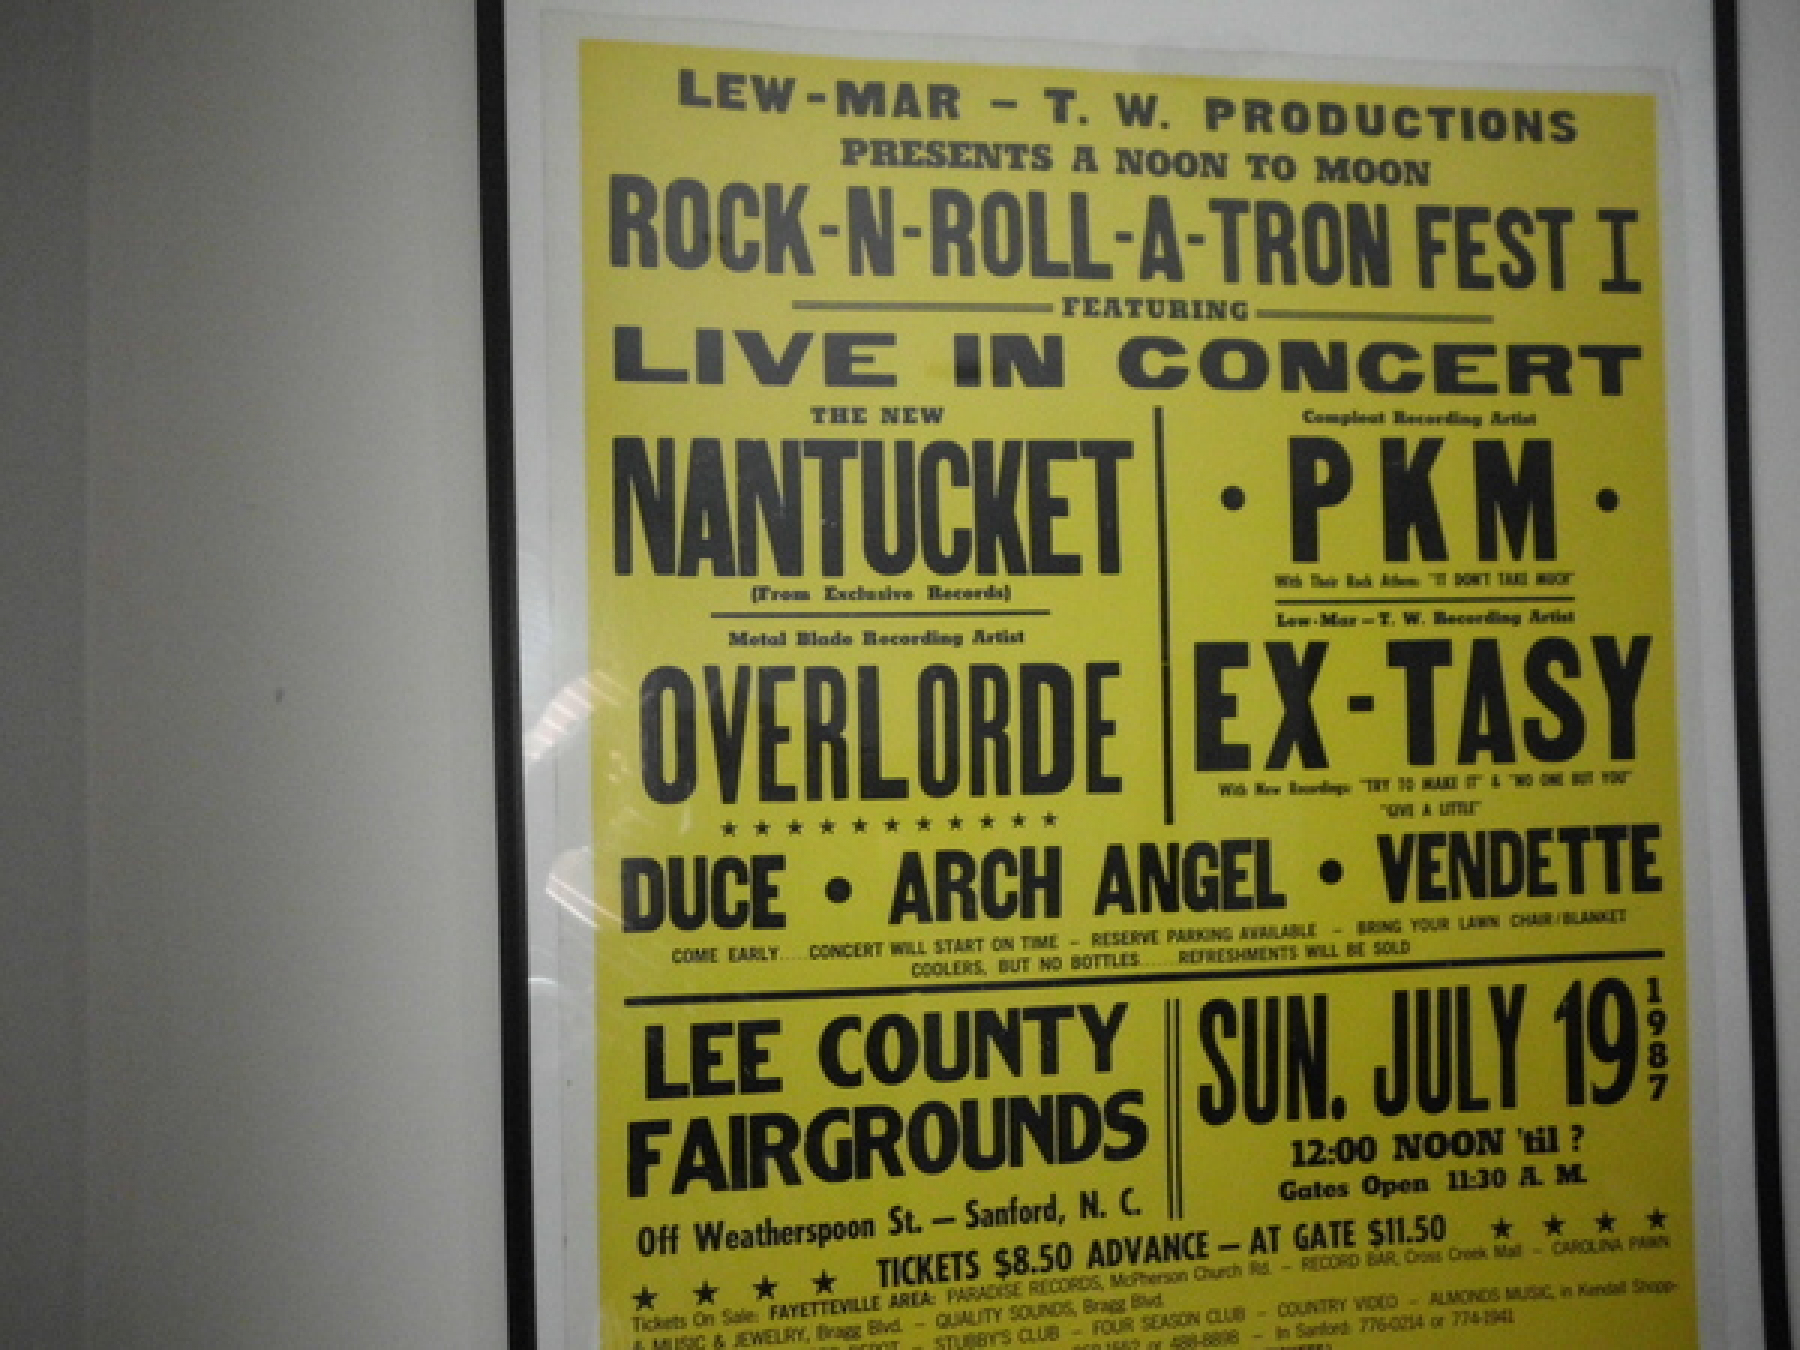 LEW-MAR – T. W. PRODUCTIONS
PRESENTS A NOON TO MOON
ROCK-N-ROLL-A-TRON FEST I
FEATURING
LIVE IN CONCERT
THE NEW
NANTUCKET
(From Exclusive Records)
Metal Blade Recording Artist
OVERLORDE
Compleat Recording Artist
• PKM •
With Their Rock Album: "IT DON'T TAKE MUCH"
Lew-Mar – T. W. Recording Artist
EX-TASY
With New Recordings: "TRY TO MAKE IT" & "NO ONE BUT YOU"
"GIVE A LITTLE"
★ ★ ★ ★ ★ ★ ★ ★ ★ ★ ★
DUCE • ARCH ANGEL • VENDETTE
COME EARLY.....CONCERT WILL START ON TIME – RESERVE PARKING AVAILABLE – BRING YOUR LAWN CHAIR/BLANKET
COOLERS, BUT NO BOTTLES.....REFRESHMENTS WILL BE SOLD
LEE COUNTY
FAIRGROUNDS
Off Weatherspoon St. – Sanford, N. C.
SUN. JULY 19 1987
12:00 NOON 'til ?
Gates Open 11:30 A. M.
★ ★ ★ ★ TICKETS $8.50 ADVANCE – AT GATE $11.50 ★ ★ ★ ★
Tickets On Sale: FAYETTEVILLE AREA: PARADISE RECORDS, McPherson Church Rd. – RECORD BAR, Cross Creek Mall – CAROLINA PAWN
& MUSIC & JEWELRY, Bragg Blvd. – QUALITY SOUNDS, Bragg Blvd.
STUBBY'S CLUB – FOUR SEASON CLUB – COUNTRY VIDEO – ALMONDS MUSIC, in Kendall Shopp-
or 488-8898 – In Sanford: 776-0214 or 774-1941